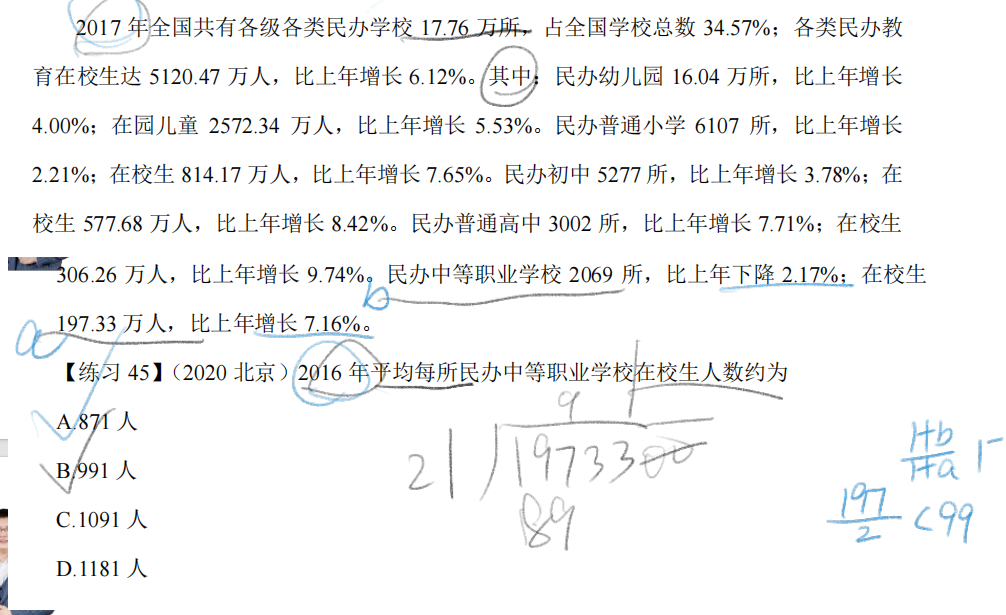 2017 年全国共有各级各类民办学校 17.76 万所，占全国学校总数 34.57%；各类民办教
育在校生达 5120.47 万人，比上年增长 6.12%。其中：民办幼儿园 16.04 万所，比上年增长
4.00%；在园儿童 2572.34 万人，比上年增长 5.53%。民办普通小学 6107 所，比上年增长
2.21%；在校生 814.17 万人，比上年增长 7.65%。民办初中 5277 所，比上年增长 3.78%；在
校生 577.68 万人，比上年增长 8.42%。民办普通高中 3002 所，比上年增长 7.71%；在校生
306.26 万人，比上年增长 9.74%。民办中等职业学校 2069 所，比上年下降 2.17%；在校生
b
197.33 万人，比上年增长 7.16%。
a
【练习 45】（2020 北京）2016 年平均每所民办中等职业学校在校生人数约为
A.871 人
B.991 人
C.1091 人
D.1181 人
9 1
21 1973300
89
1+b
1+a
1-
197
2
<99